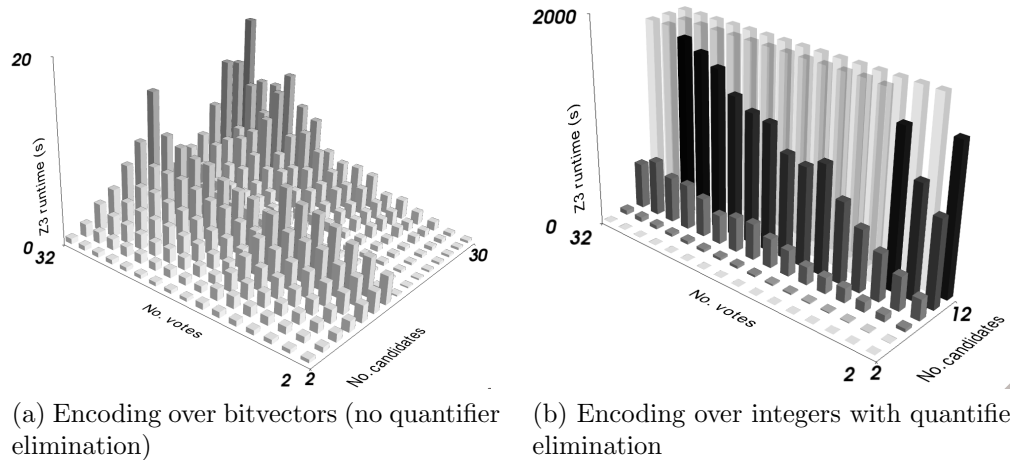 20
Z3 runtime (s)
0
32
No. votes
2
2
No. candidates
30
2000
Z3 runtime (s)
0
32
No. votes
2
2
No. candidates
12
(a) Encoding over bitvectors (no quantifier
elimination)
(b) Encoding over integers with quantifie
elimination